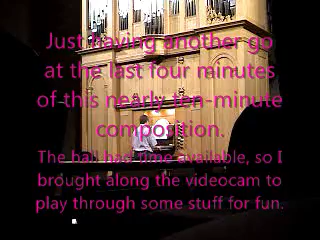 Just having another go
at the last four minutes
of this nearly ten-minute
composition.
The hall had time available, so I
brought along the videocam to
play through some stuff for fun.